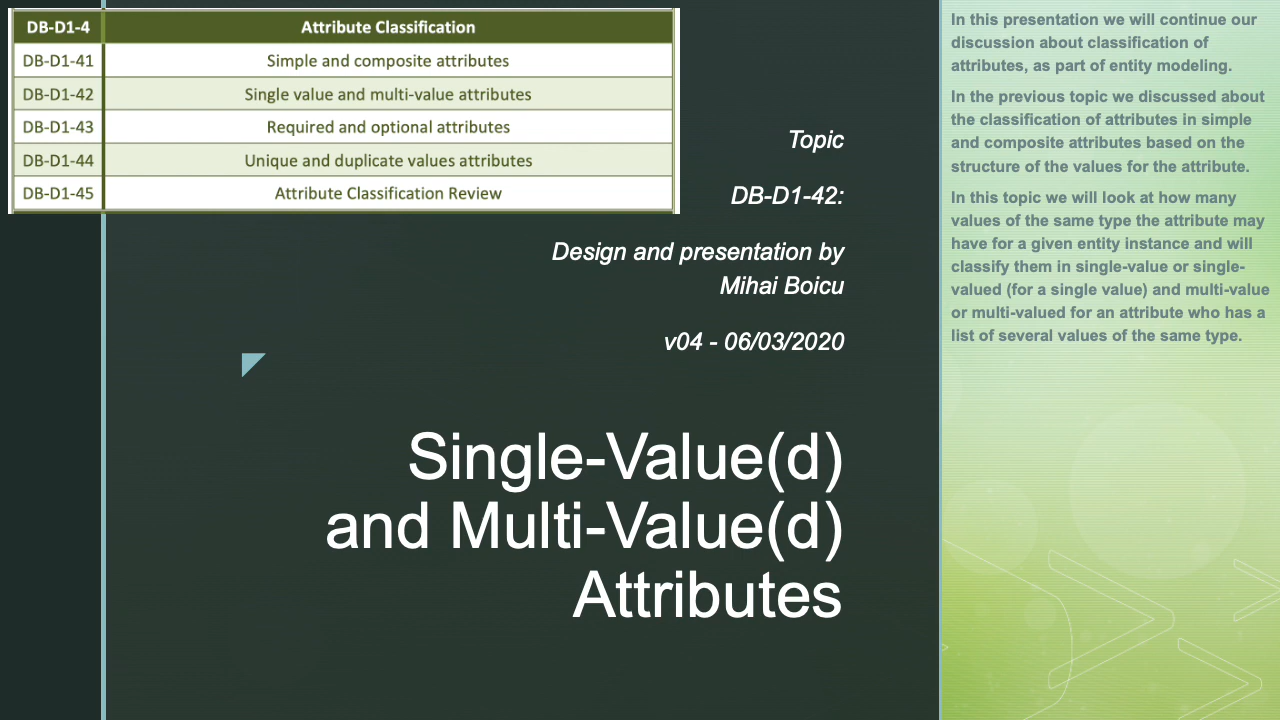 DB-D1-4 Attribute Classification
DB-D1-41 Simple and composite attributes
DB-D1-42 Single value and multi-value attributes
DB-D1-43 Required and optional attributes
DB-D1-44 Unique and duplicate values attributes
DB-D1-45 Attribute Classification Review
Topic
DB-D1-42:
Design and presentation by
Mihai Boicu
v04 - 06/03/2020
Single-Value(d)
and Multi-Value(d)
Attributes
In this presentation we will continue our
discussion about classification of
attributes, as part of entity modeling.
In the previous topic we discussed about
the classification of attributes in simple
and composite attributes based on the
structure of the values for the attribute.
In this topic we will look at how many
values of the same type the attribute may
have for a given entity instance and will
classify them in single-value or single-
valued (for a single value) and multi-value
or multi-valued for an attribute who has a
list of several values of the same type.